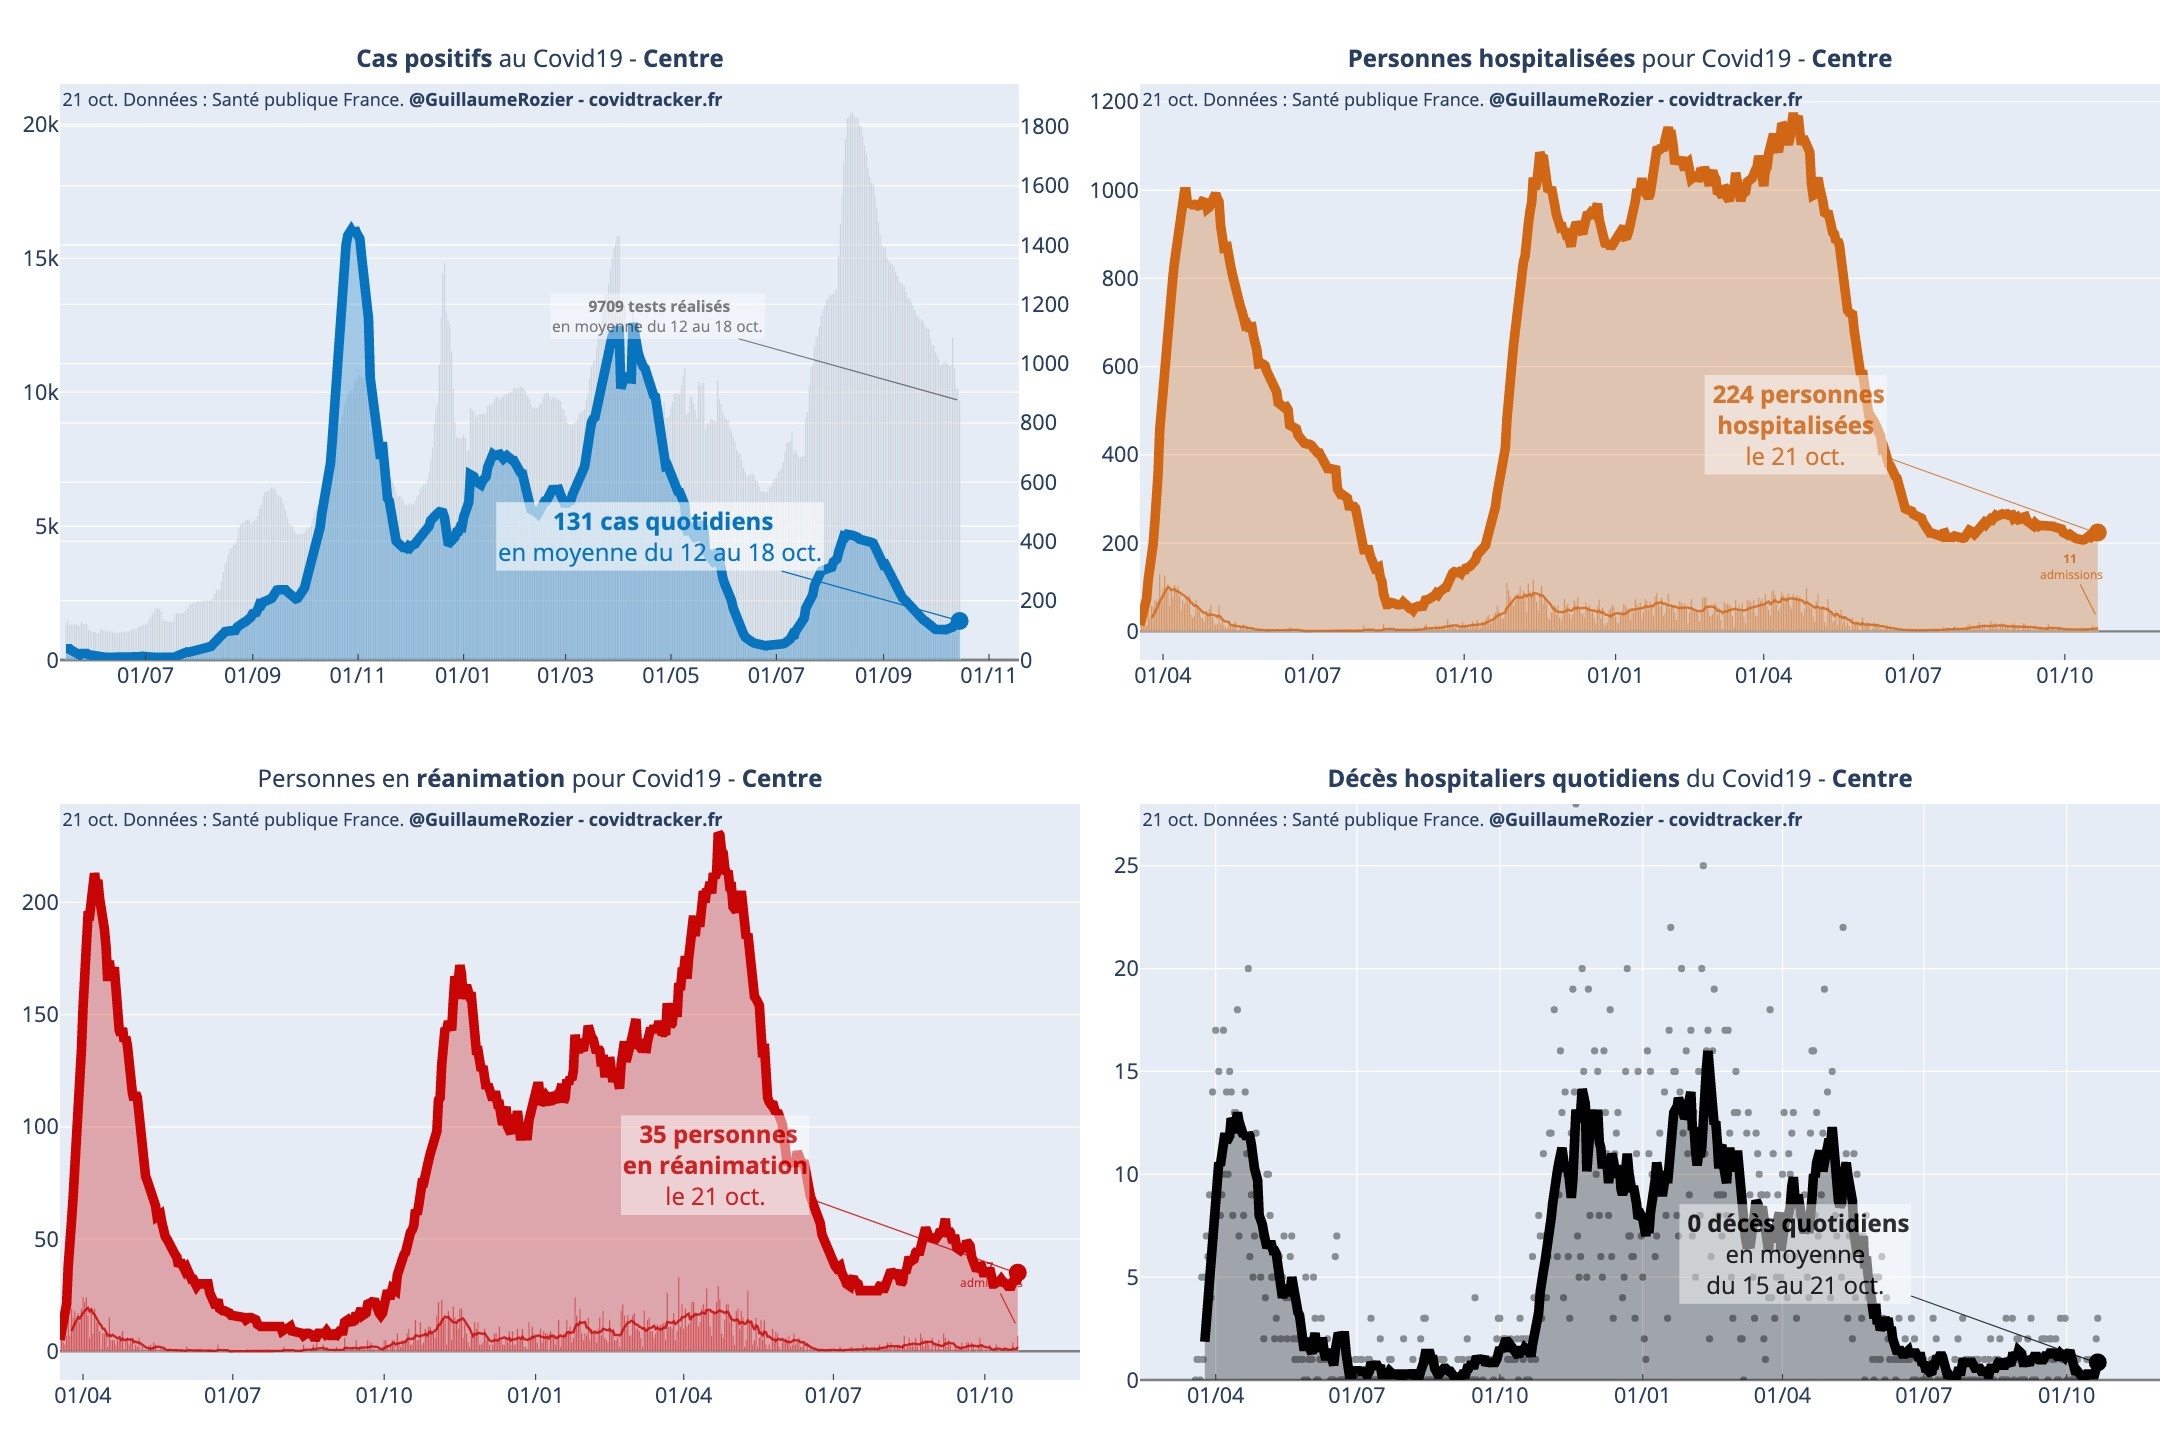 Cas positifs au Covid19 - Centre
21 oct. Données : Santé publique France. @GuillaumeRozier - covidtracker.fr
20k
15k
10k
5k
0
1800
1600
1400
1200
1000
800
600
400
200
0
9709 tests réalisés
en moyenne du 12 au 18 oct.
131 cas quotidiens
en moyenne du 12 au 18 oct.
01/07 01/09 01/11 01/01 01/03 01/05 01/07 01/09 01/11
Personnes hospitalisées pour Covid19 - Centre
21 oct. Données : Santé publique France. @GuillaumeRozier - covidtracker.fr
1200
1000
800
600
400
200
0
224 personnes
hospitalisées
le 21 oct.
11
admissions
01/04 01/07 01/10 01/01 01/04 01/07 01/10
Personnes en réanimation pour Covid19 - Centre
21 oct. Données : Santé publique France. @GuillaumeRozier - covidtracker.fr
200
150
100
50
0
35 personnes
en réanimation
le 21 oct.
01/04 01/07 01/10 01/01 01/04 01/07 01/10
Décès hospitaliers quotidiens du Covid19 - Centre
21 oct. Données : Santé publique France. @GuillaumeRozier - covidtracker.fr
25
20
15
10
5
0
0 décès quotidiens
en moyenne
du 15 au 21 oct.
01/04 01/07 01/10 01/01 01/04 01/07 01/10